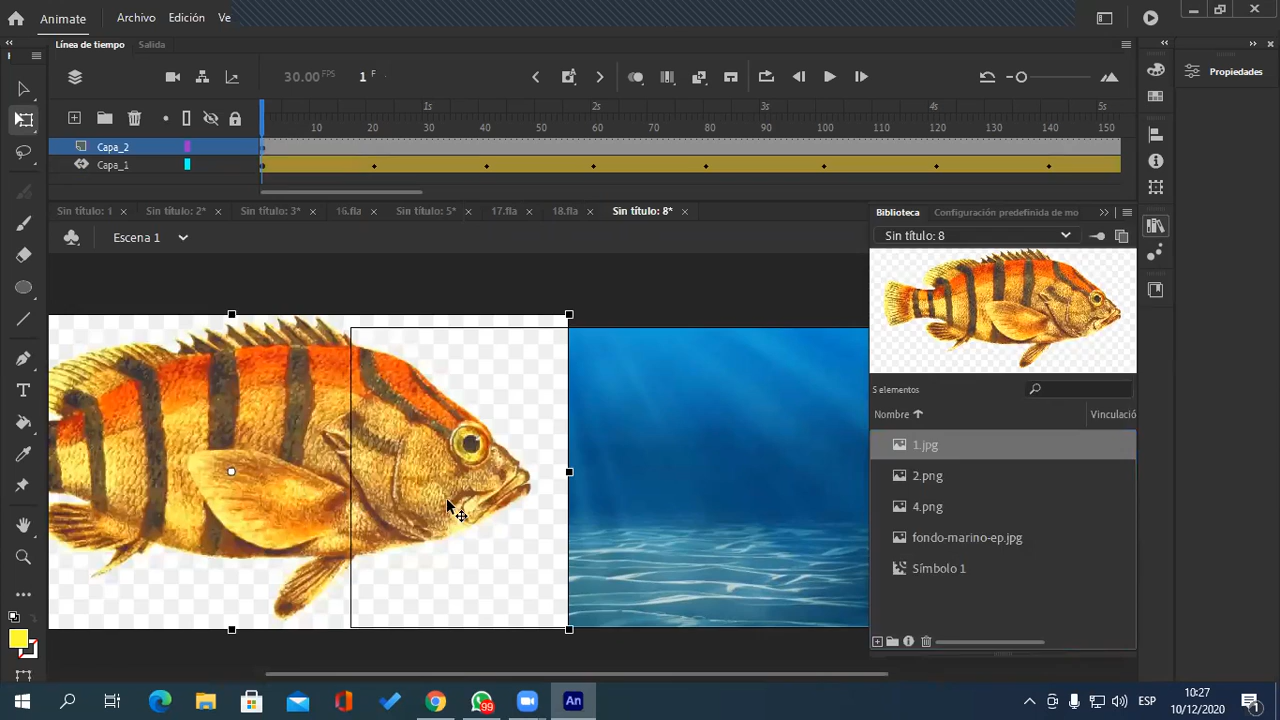 Animate
Archivo
Edición
Ve
Línea de tiempo
Salida
Propiedades
30.00 FPS
1 F
1s
2s
3s
4s
5s
10
20
30
40
50
60
70
80
90
100
110
120
130
140
150
Capa_2
Capa_1
Sin título: 1
Sin título: 2*
Sin título: 3*
16.fla
Sin título: 5*
17.fla
18.fla
Sin título: 8*
Escena 1
Biblioteca
Configuración predefinida de mo
Sin título: 8
5 elementos
Nombre
Vinculació
1.jpg
2.png
4.png
fondo-marino-ep.jpg
Símbolo 1
99
An
ESP
10:27
10/12/2020
1